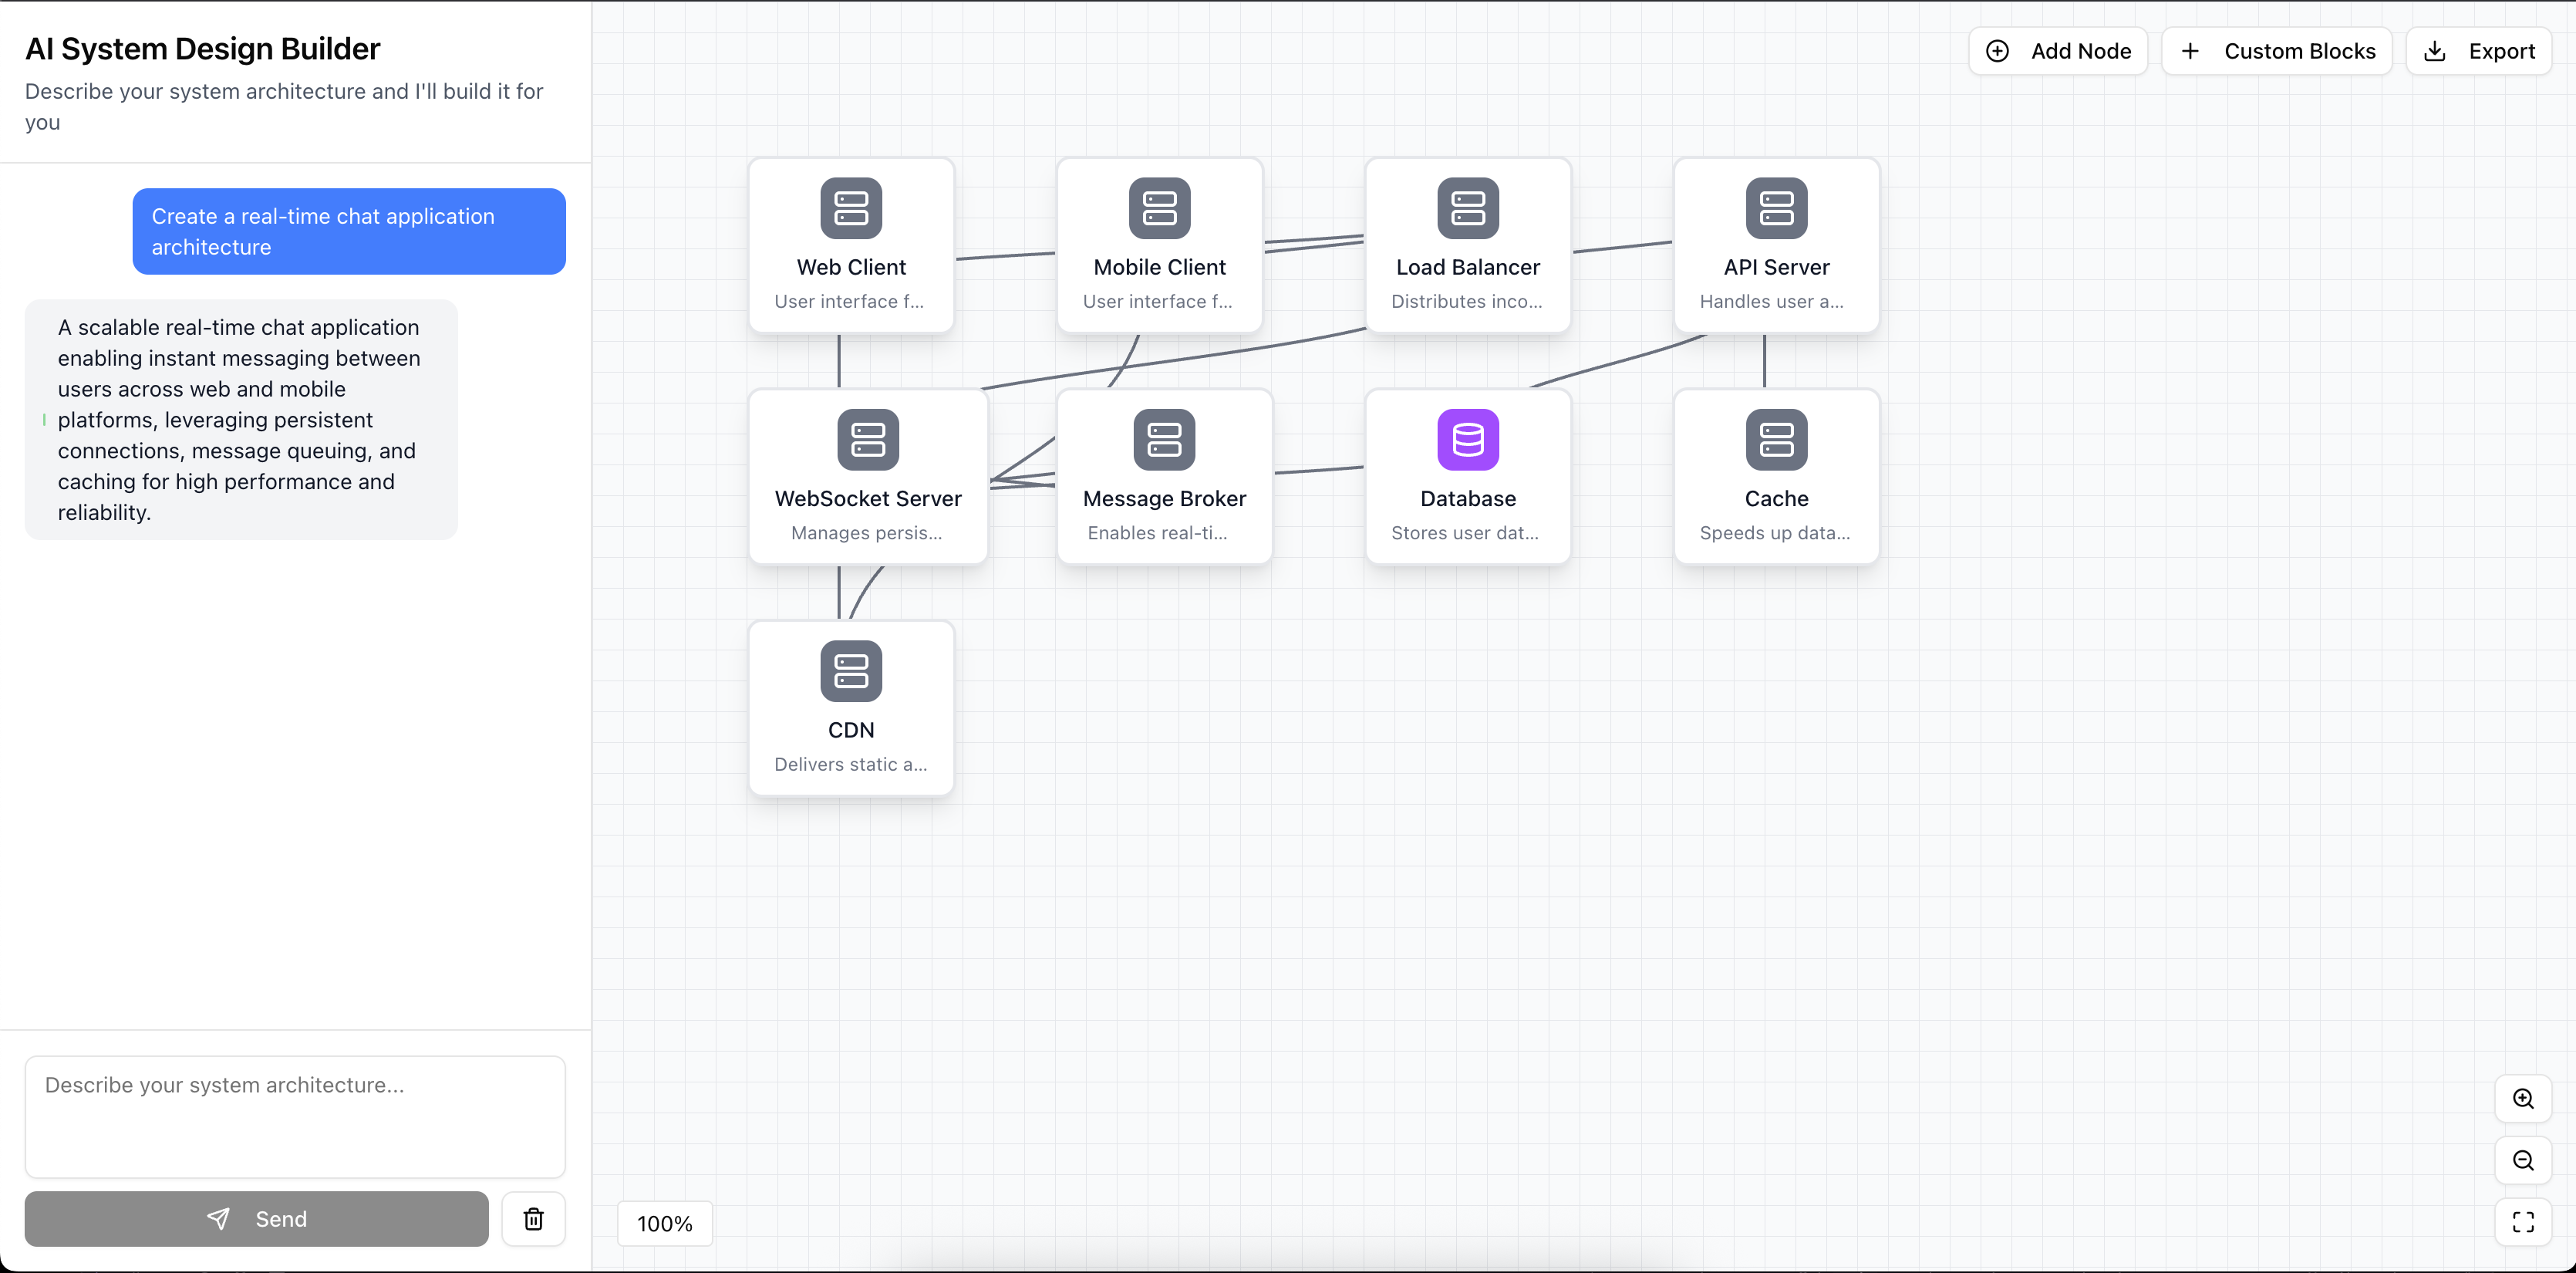 AI System Design Builder
Describe your system architecture and I'll build it for
you
Create a real-time chat application
architecture
A scalable real-time chat application
enabling instant messaging between
users across web and mobile
platforms, leveraging persistent
connections, message queuing, and
caching for high performance and
reliability.
Describe your system architecture...
Send
Add Node
Custom Blocks
Export
Web Client
User interface f...
Mobile Client
User interface f...
Load Balancer
Distributes inco...
API Server
Handles user a...
WebSocket Server
Manages persis...
Message Broker
Enables real-ti...
Database
Stores user dat...
Cache
Speeds up data...
CDN
Delivers static a...
100%